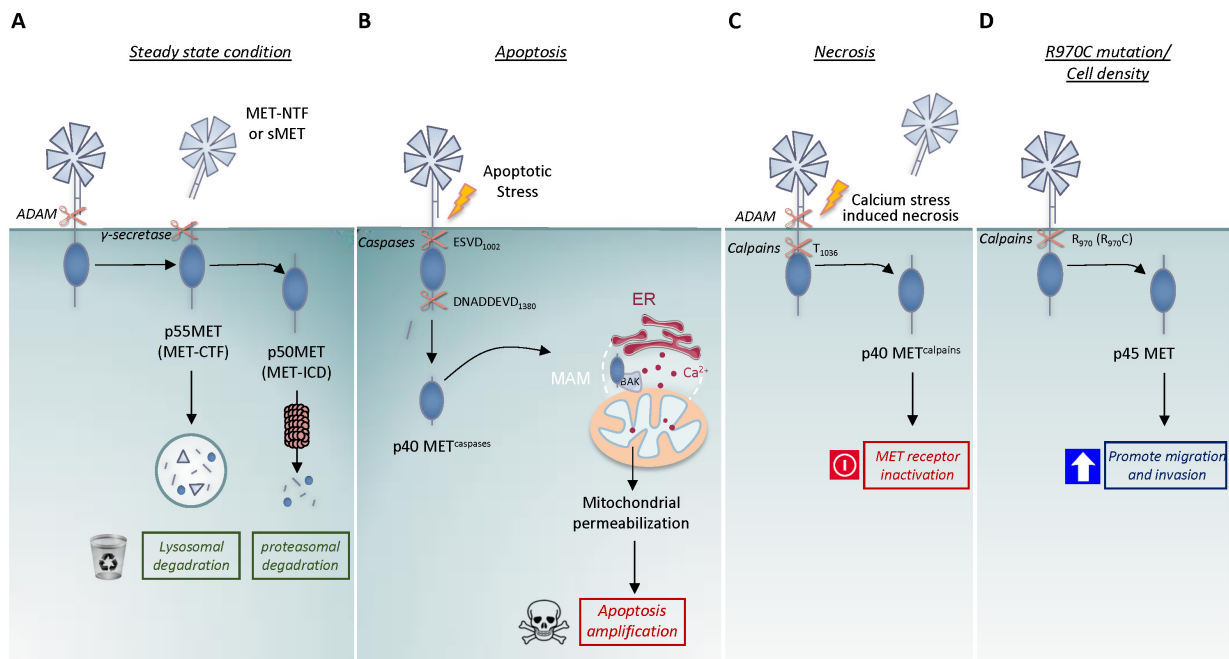 A
Steady state condition
MET-NTF
or sMET
ADAM
γ-secretase
p55MET
(MET-CTF)
p50MET
(MET-ICD)
Lysosomal
degadration
proteasomal
degadration
B
Apoptosis
Apoptotic
Stress
Caspases
ESVD1002
DNADDEVD1380
p40 METcaspases
MAM
ER
BAK
Ca2+
Mitochondrial
permeabilization
Apoptosis
amplification
C
Necrosis
Calcium stress
induced necrosis
ADAM
Calpains
T1036
p40 METcalpains
MET receptor
inactivation
D
R970C mutation/
Cell density
Calpains
R970 (R970C)
p45 MET
Promote migration
and invasion